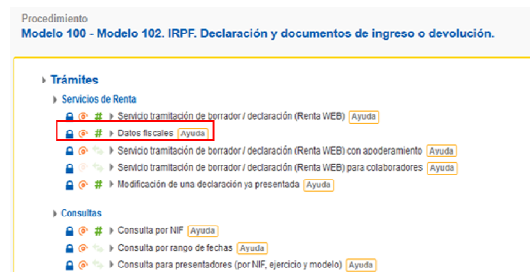 Procedimiento
Modelo 100 - Modelo 102. IRPF. Declaración y documentos de ingreso o devolución.
Trámites
Servicios de Renta
Servicio tramitación de borrador / declaración (Renta WEB) Ayuda
Datos fiscales Ayuda
Servicio tramitación de borrador / declaración (Renta WEB) con apoderamiento Ayuda
Servicio tramitación de borrador / declaración (Renta WEB) para colaboradores Ayuda
Modificación de una declaración ya presentada Ayuda
Consultas
Consulta por NIF Ayuda
Consulta por rango de fechas Ayuda
Consulta para presentadores (por NIF, ejercicio y modelo) Ayuda